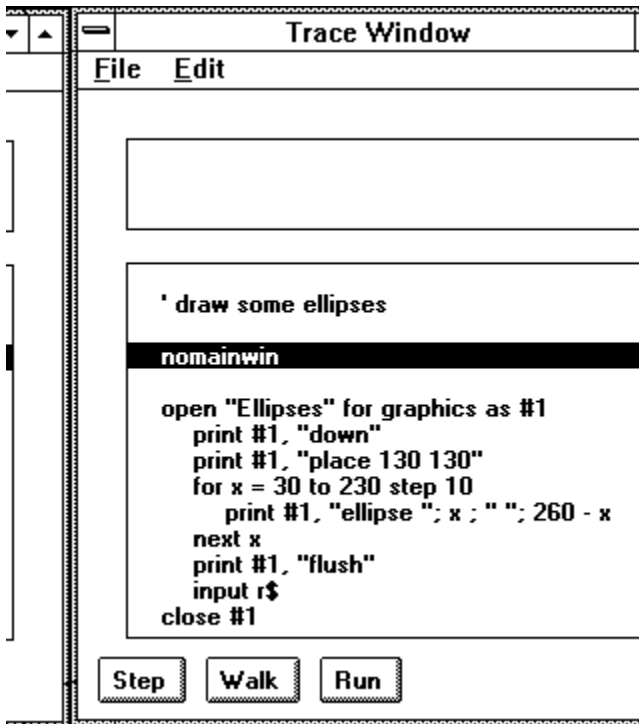 Trace Window
File Edit
' draw some ellipses
nomainwin
open "Ellipses" for graphics as #1
print #1, "down"
print #1, "place 130 130"
for x = 30 to 230 step 10
print #1, "ellipse "; x ; " "; 260 - x
next x
print #1, "flush"
input r$
close #1
Step Walk Run